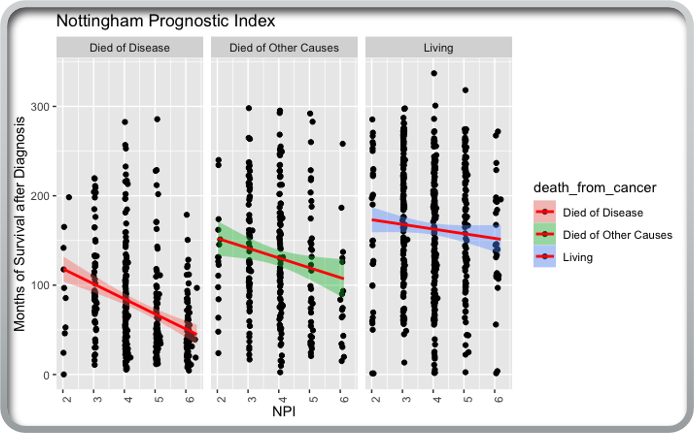 Nottingham Prognostic Index
Died of Disease
Died of Other Causes
Living
Months of Survival after Diagnosis
300
200
100
0
2 3 4 5 6
2 3 4 5 6
2 3 4 5 6
NPI
death_from_cancer
Died of Disease
Died of Other Causes
Living